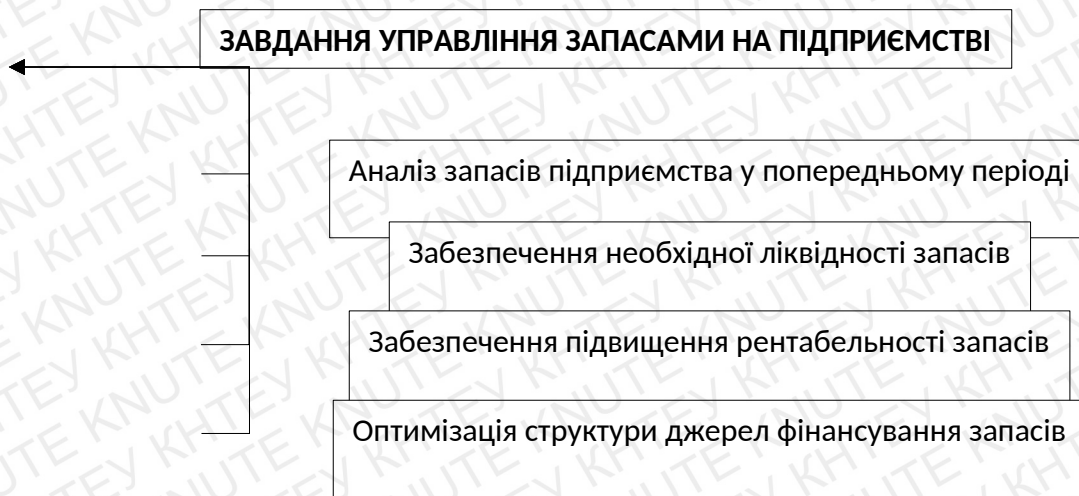 ЗАВДАННЯ УПРАВЛІННЯ ЗАПАСАМИ НА ПІДПРИЄМСТВІ
Аналіз запасів підприємства у попередньому періоді
Забезпечення необхідної ліквідності запасів
Забезпечення підвищення рентабельності запасів
Оптимізація структури джерел фінансування запасів